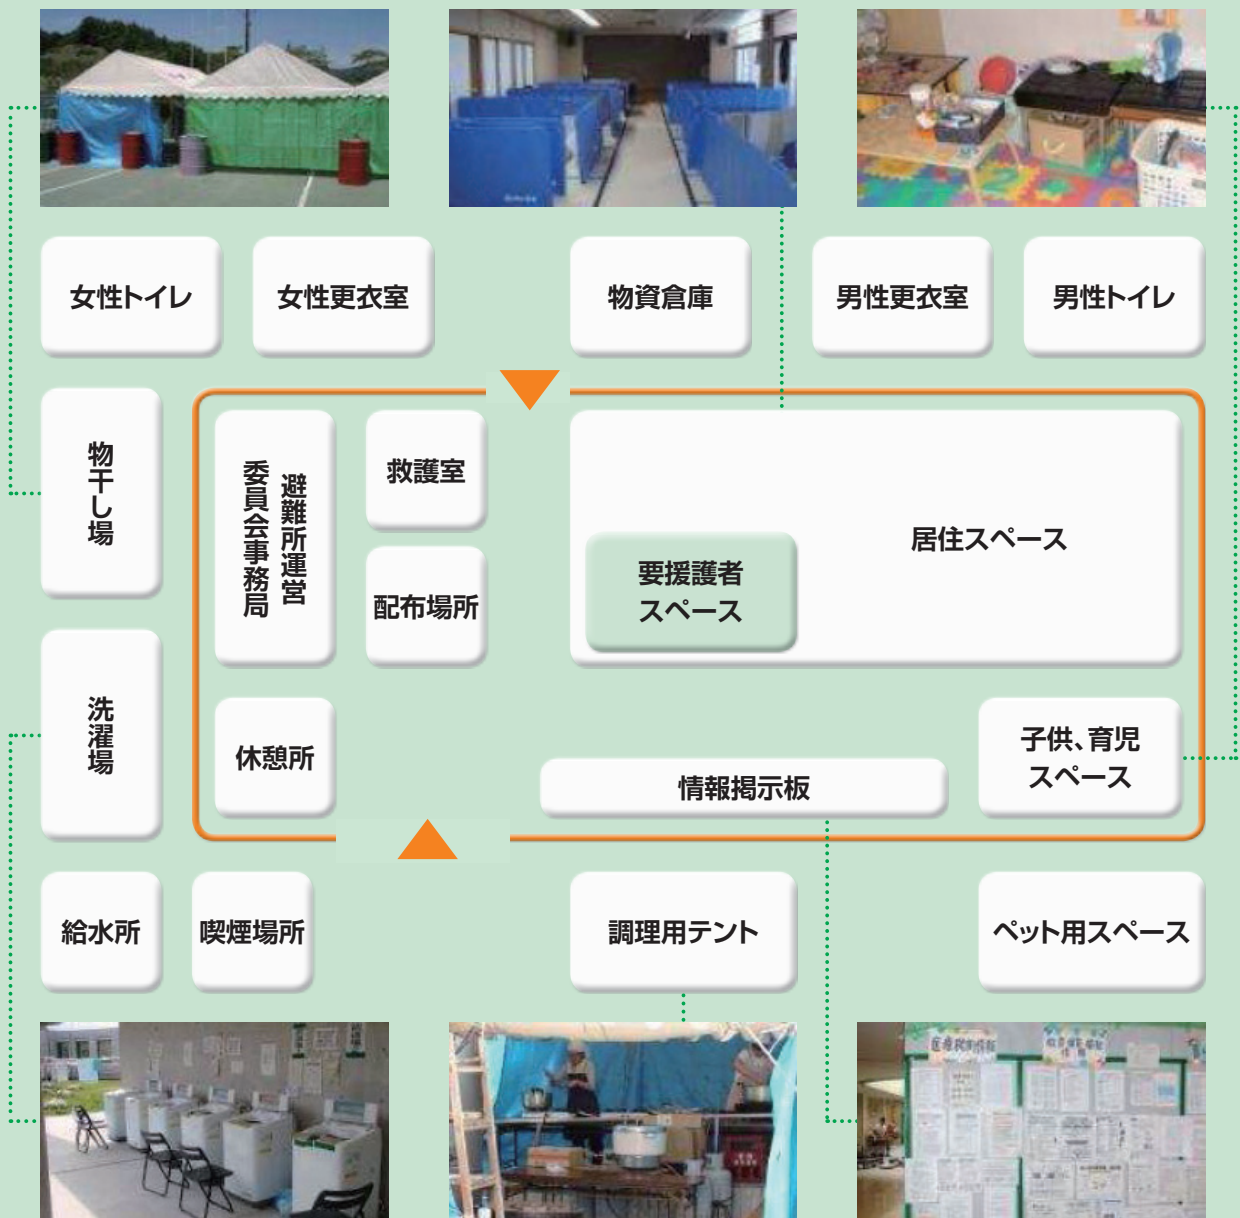 女性トイレ
女性更衣室
物資倉庫
男性更衣室
男性トイレ
物干し場
避難所運営
委員会事務局
救護室
居住スペース
要援護者
スペース
配布場所
洗濯場
休憩所
情報掲示板
子供、育児
スペース
給水所
喫煙場所
調理用テント
ペット用スペース